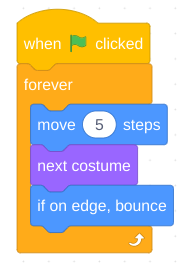 when clicked
forever
move 5 steps
next costume
if on edge, bounce